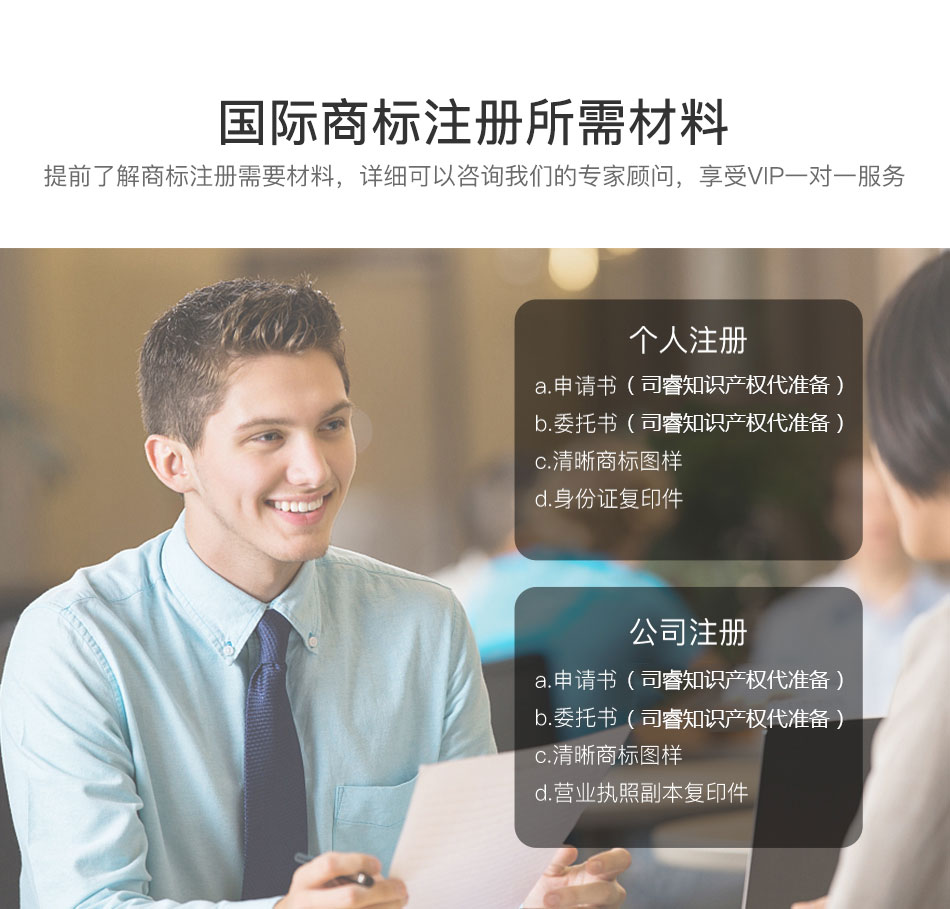 国际商标注册所需材料
提前了解商标注册需要材料，详细可以咨询我们的专家顾问，享受VIP一对一服务
个人注册
a.申请书（司睿知识产权代准备）
b.委托书（司睿知识产权代准备）
c.清晰商标图样
d.身份证复印件
公司注册
a.申请书（司睿知识产权代准备）
b.委托书（司睿知识产权代准备）
c.清晰商标图样
d.营业执照副本复印件